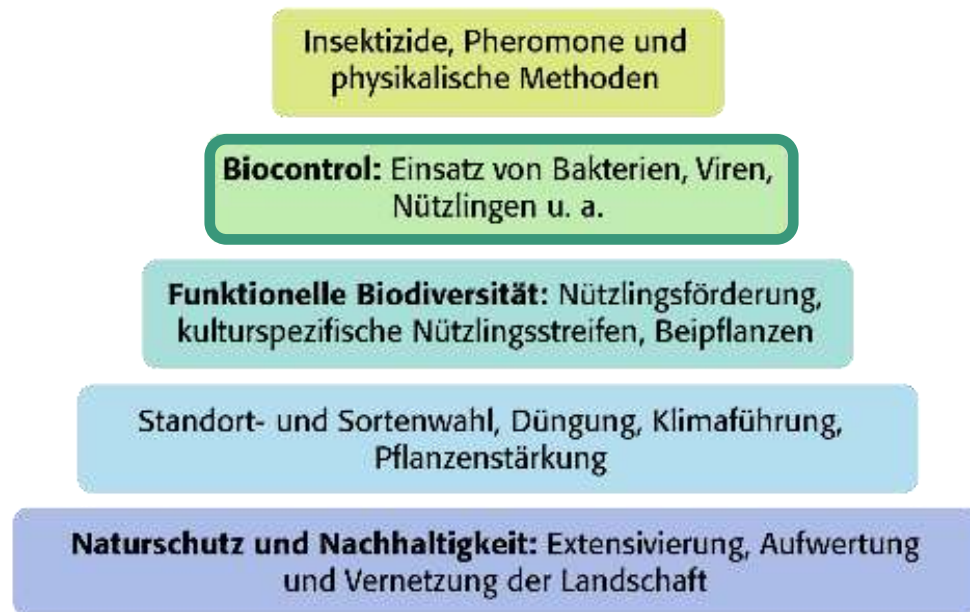 Insektizide, Pheromone und
physikalische Methoden
Biocontrol: Einsatz von Bakterien, Viren,
Nützlingen u. a.
Funktionelle Biodiversität: Nützlingsförderung,
kulturspezifische Nützlingsstreifen, Beipflanzen
Standort- und Sortenwahl, Düngung, Klimaführung,
Pflanzenstärkung
Naturschutz und Nachhaltigkeit: Extensivierung, Aufwertung
und Vernetzung der Landschaft